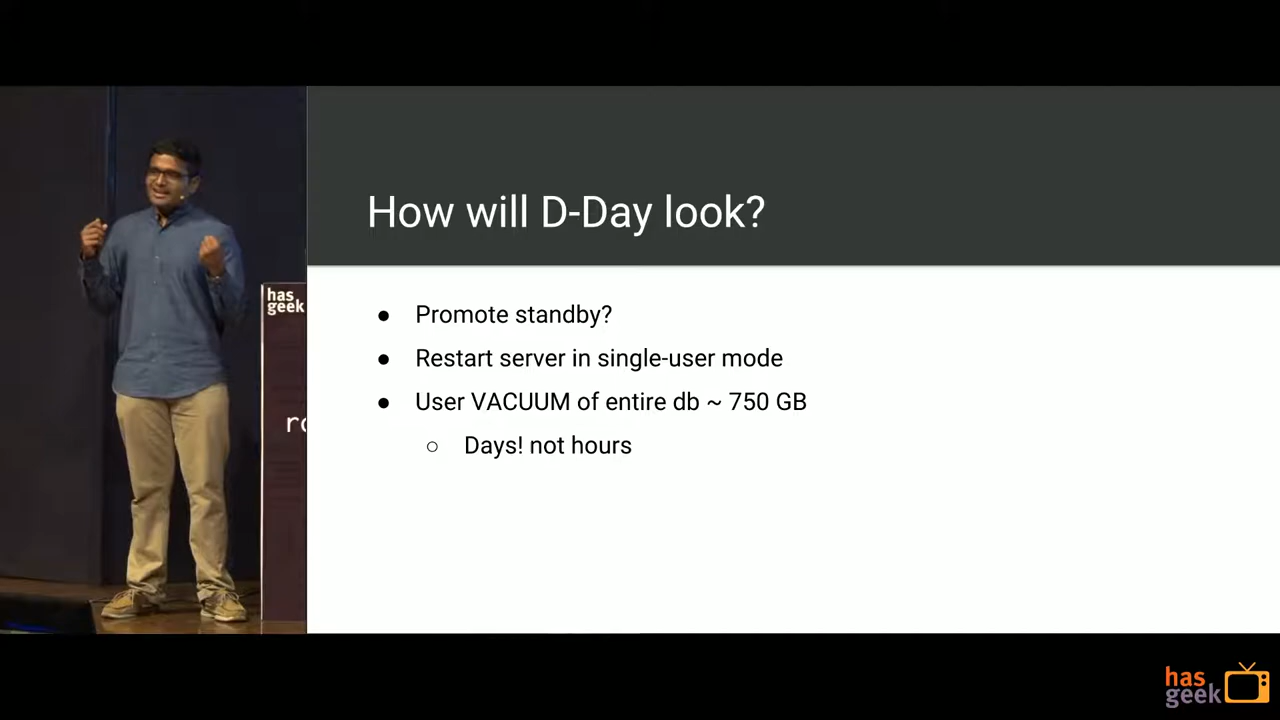 How will D-Day look?
● Promote standby?
● Restart server in single-user mode
● User VACUUM of entire db ~ 750 GB
○ Days! not hours
has
geek
has
geek